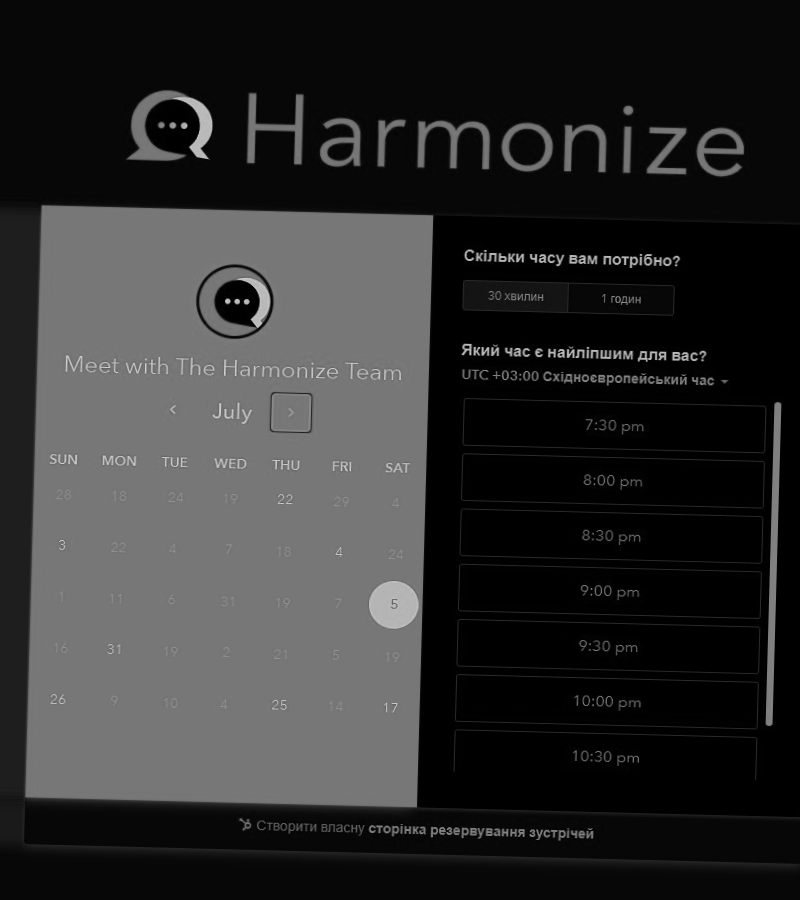 Harmonize
Meet with The Harmonize Team
July
SUN MON TUE WED THU FRI SAT
28 18 24 19 22 29 4
3 22 4 7 18 4 24
1 11 6 31 19 7 5
16 31 19 2 21 5 19
26 9 10 4 25 14 17
Скільки часу вам потрібно?
30 хвилин 1 годин
Який час є найліпшим для вас?
UTC +03:00 Східноєвропейський час
7:30 pm
8:00 pm
8:30 pm
9:00 pm
9:30 pm
10:00 pm
10:30 pm
Створити власну сторінка резервування зустрічей